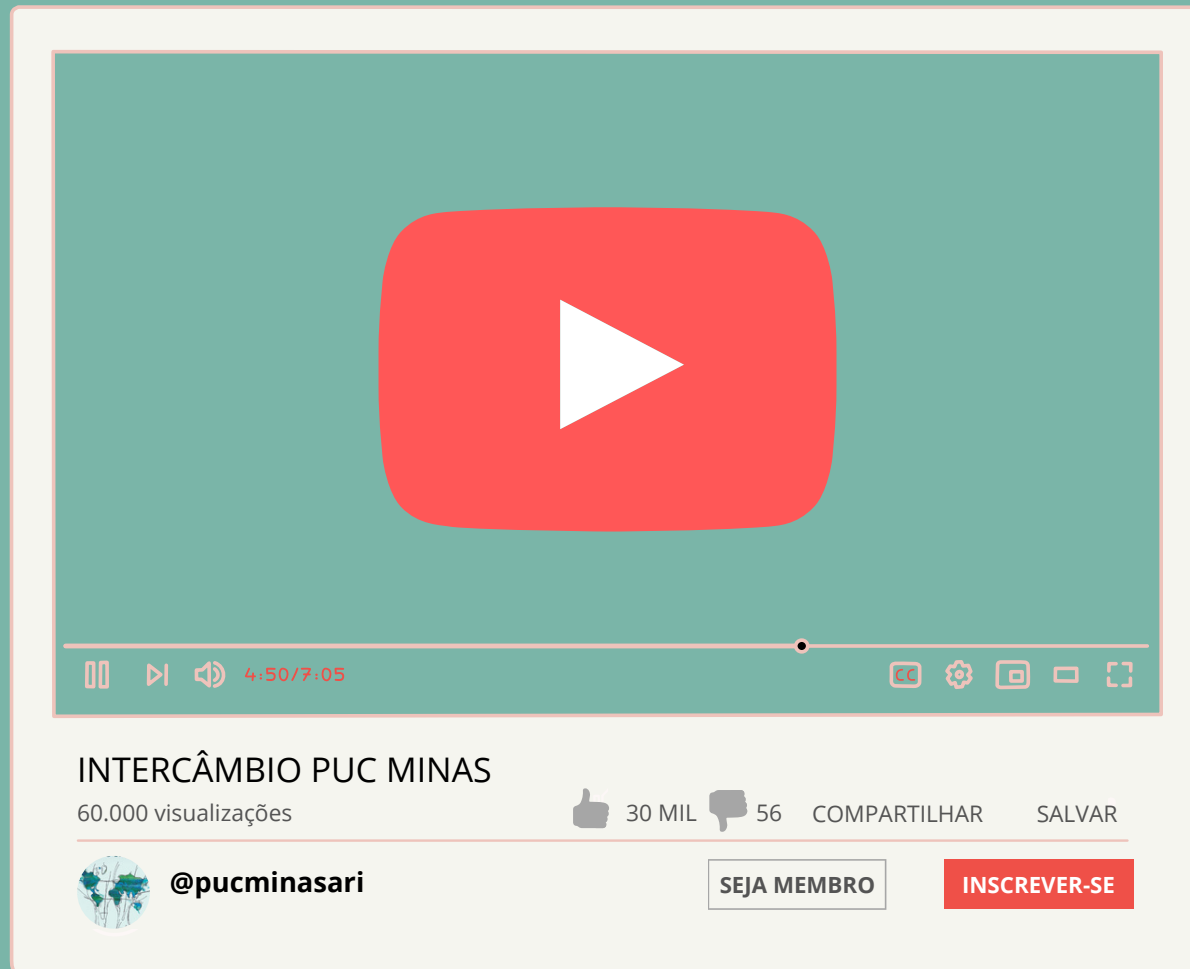 4:50/7:05
CC
INTERCÂMBIO PUC MINAS
60.000 visualizações
30 MIL 56 COMPARTILHAR SALVAR
@pucminasari SEJA MEMBRO INSCREVER-SE